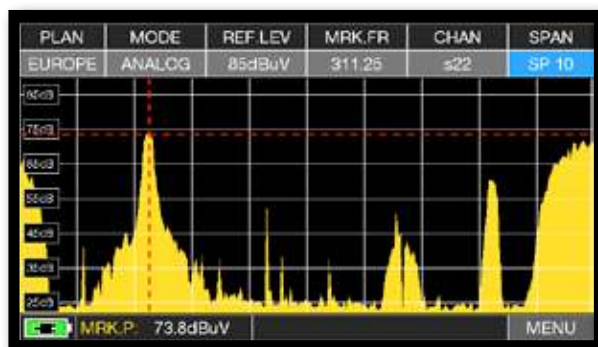 PLAN MODE REF.LEV MRK.FR CHAN SPAN
EUROPE ANALOG 85dBuV 311.25 s22 SP 10
85dB
75dB
65dB
55dB
45dB
35dB
25dB
MRK.P: 73.8dBuV MENU